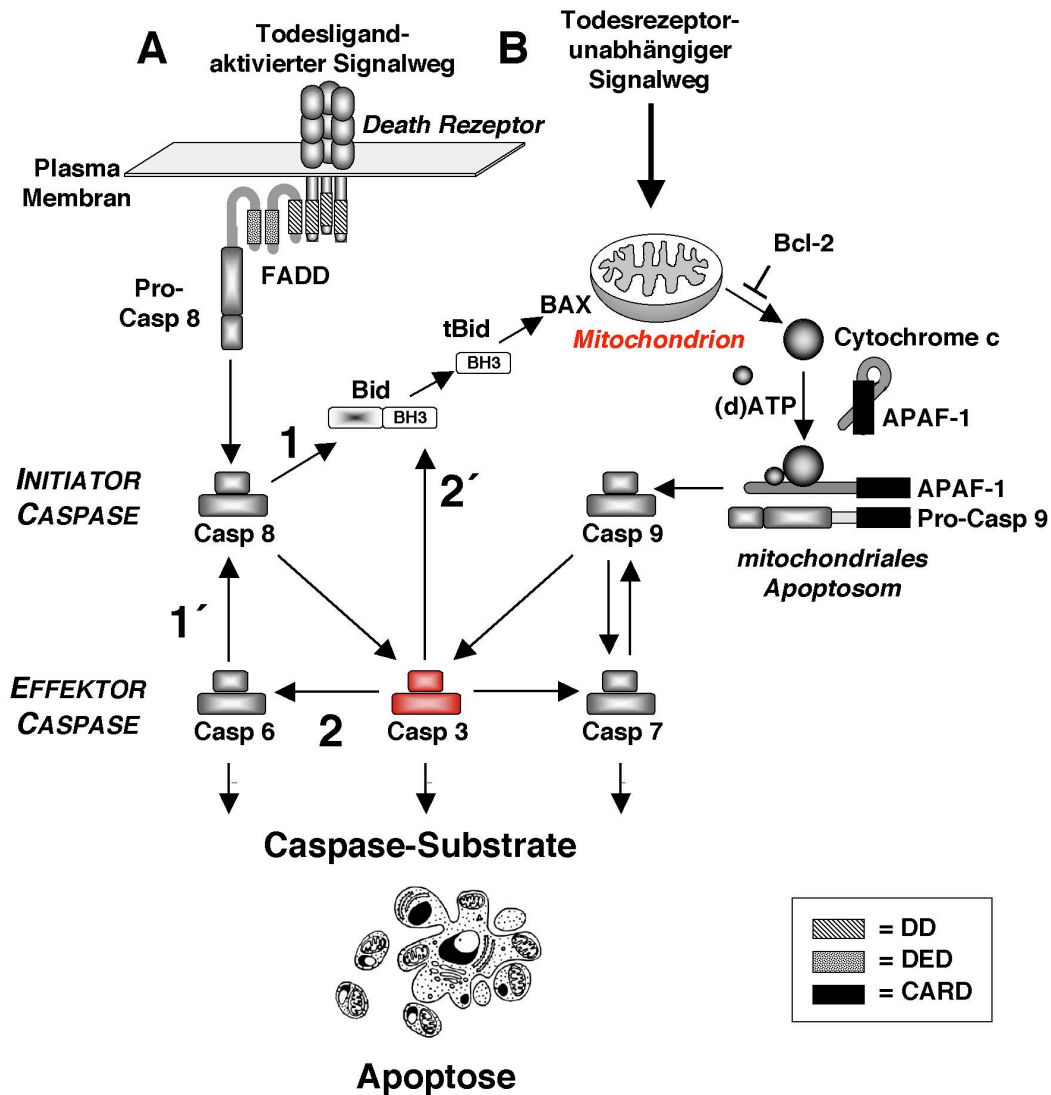 A
Todesligand-
aktivierter Signalweg
B
Todesrezeptor-
unabhängiger
Signalweg
Death Rezeptor
Plasma
Membran
FADD
Pro-
Casp 8
Bcl-2
BAX
Mitochondrion
tBid
BH3
Cytochrome c
Bid
BH3
(d)ATP
APAF-1
1
2´
INITIATOR
CASPASE
Casp 8
Casp 9
APAF-1
Pro-Casp 9
mitochondriales
Apoptosom
1´
EFFEKTOR
CASPASE
Casp 6
2
Casp 3
Casp 7
Caspase-Substrate
= DD
= DED
= CARD
Apoptose